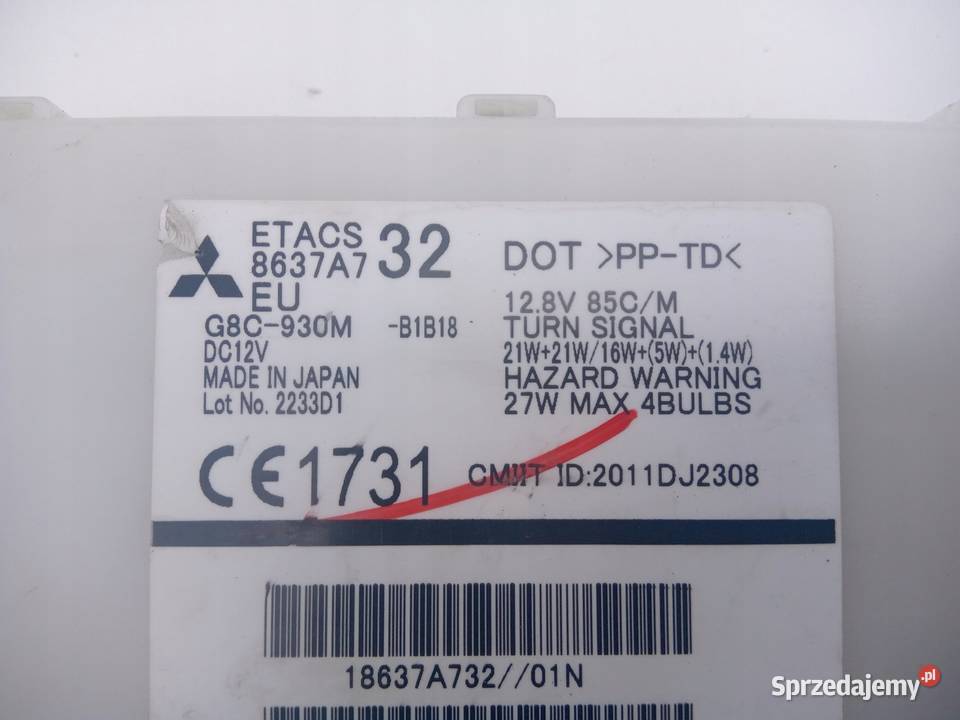 ETACS
8637A7 32
EU
G8C-930M -B1B18
DC12V
MADE IN JAPAN
Lot No. 2233D1
DOT >PP-TD<
12.8V 85C/M
TURN SIGNAL
21W+21W/16W+(5W)+(1.4W)
HAZARD WARNING
27W MAX 4BULBS
CE1731 CMIIT ID:2011DJ2308
18637A732//01N
Sprzedajemy.pl